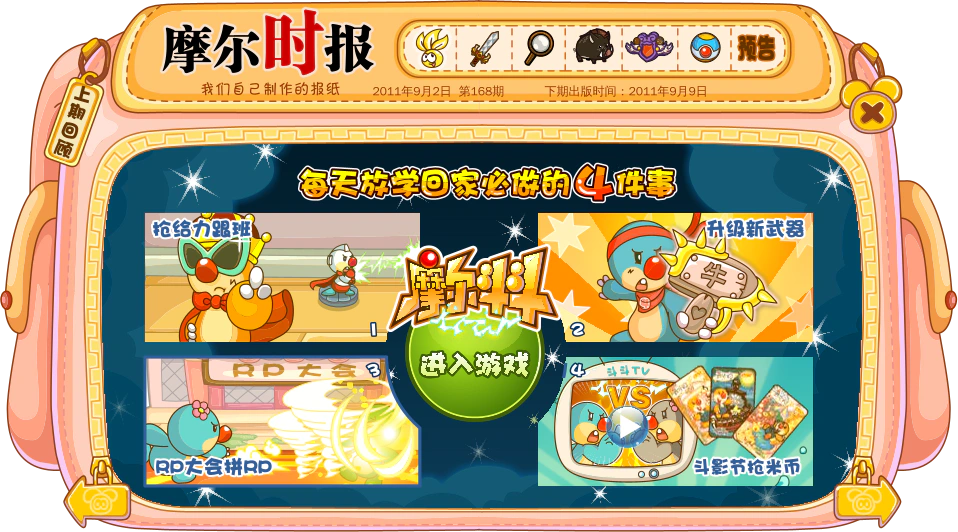 摩尔时报
预告
我们自己制作的报纸
2011年9月2日 第168期
下期出版时间：2011年9月9日
上期回顾
每天放学回家必做的4件事
抢给力跟班
1
升级新武器
牛
2
摩尔斗斗
进入游戏
RP大会
3
RP大会拼RP
4
斗斗TV
VS
斗影节抢米币